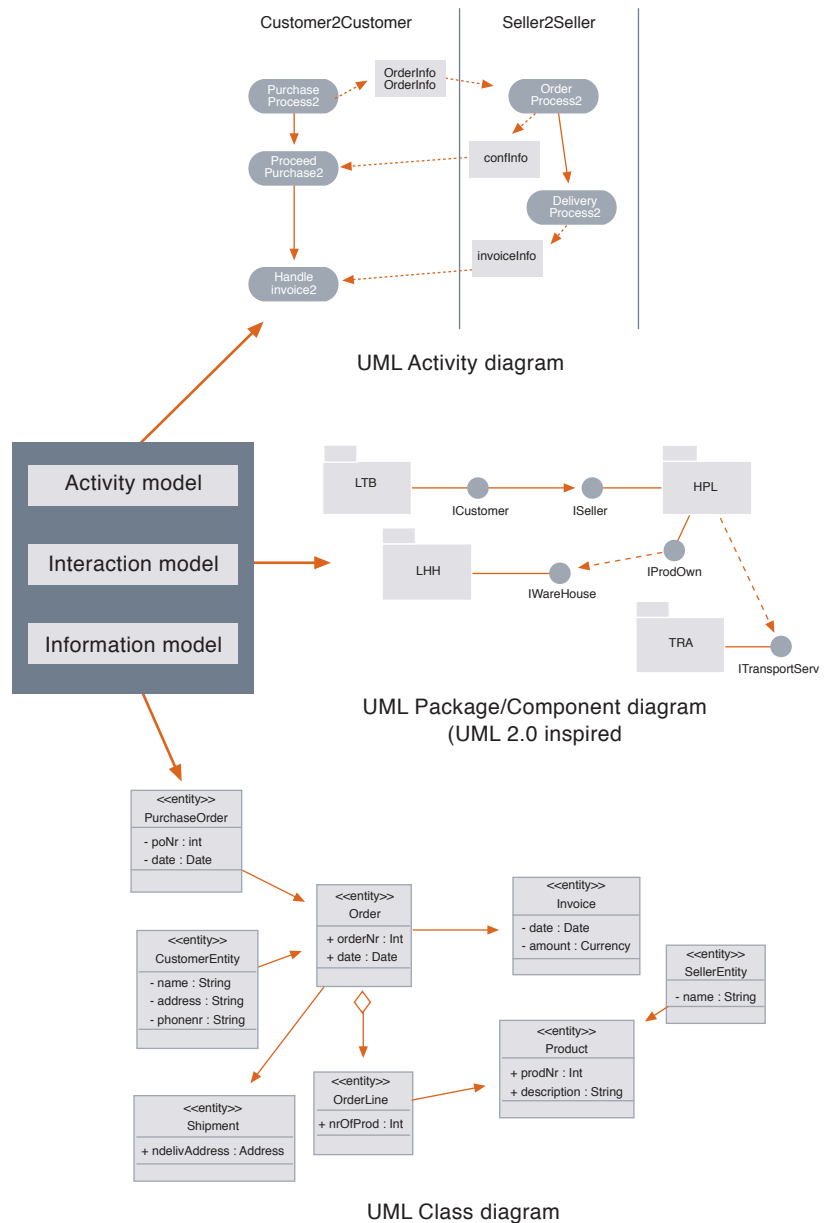 Customer2Customer
Seller2Seller
OrderInfo
OrderInfo
Purchase
Process2
Order
Process2
confInfo
Proceed
Purchase2
Delivery
Process2
invoiceInfo
Handle
invoice2
UML Activity diagram
Activity model
Interaction model
Information model
LTB
ICustomer
ISeller
HPL
LHH
IWareHouse
IProdOwn
TRA
ITransportServ
UML Package/Component diagram
(UML 2.0 inspired
<<entity>>
PurchaseOrder
- poNr : int
- date : Date
<<entity>>
Order
+ orderNr : Int
+ date : Date
<<entity>>
Invoice
- date : Date
- amount : Currency
<<entity>>
CustomerEntity
- name : String
- address : String
- phonenr : String
<<entity>>
SellerEntity
- name : String
<<entity>>
Product
+ prodNr : Int
+ description : String
<<entity>>
OrderLine
+ nrOfProd : Int
<<entity>>
Shipment
+ ndelivAddress : Address
UML Class diagram